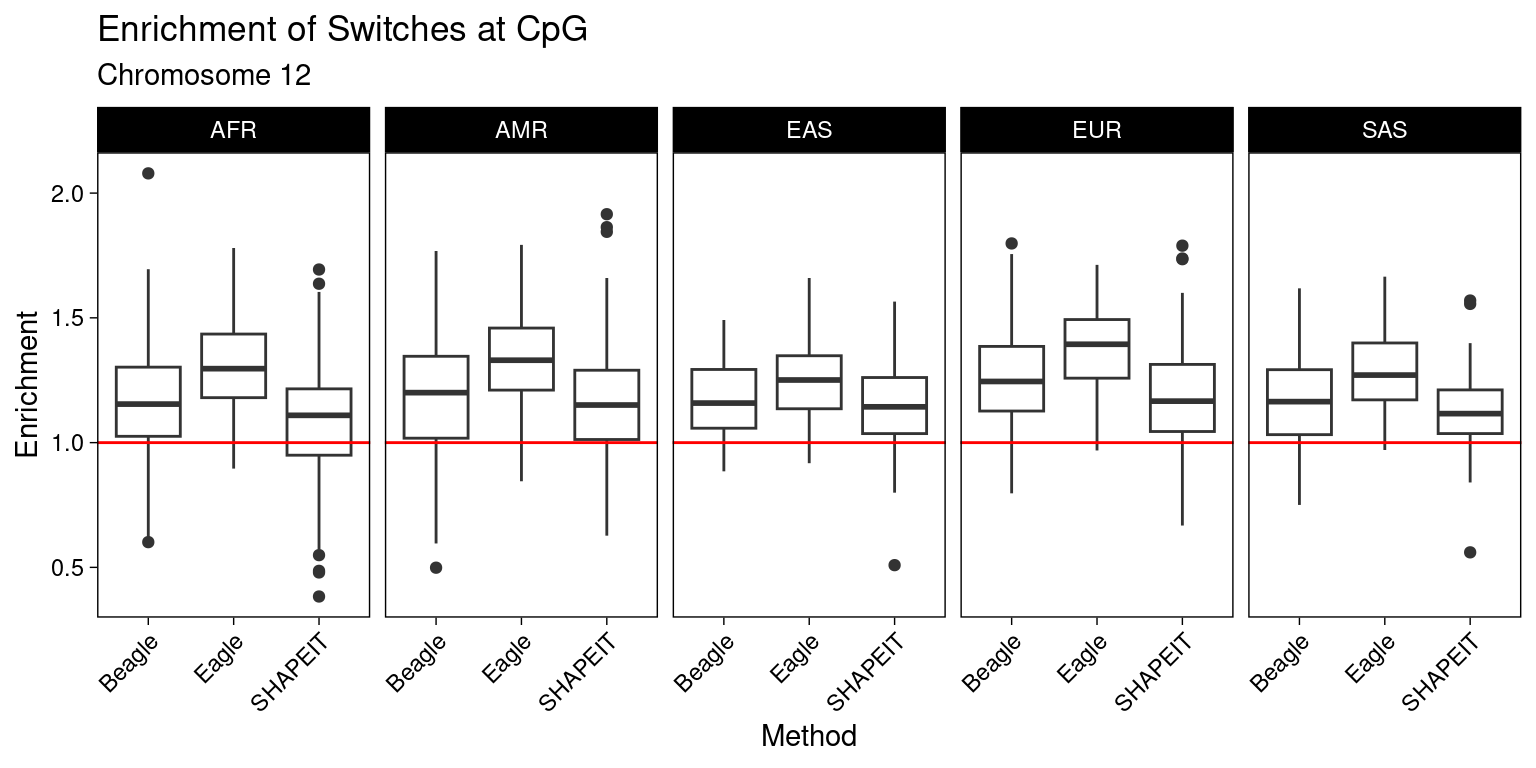 Enrichment of Switches at CpG
Chromosome 12
AFR AMR EAS EUR SAS
Enrichment
2.0
1.5
1.0
0.5
Beagle Eagle SHAPEIT Beagle Eagle SHAPEIT Beagle Eagle SHAPEIT Beagle Eagle SHAPEIT Beagle Eagle SHAPEIT
Method